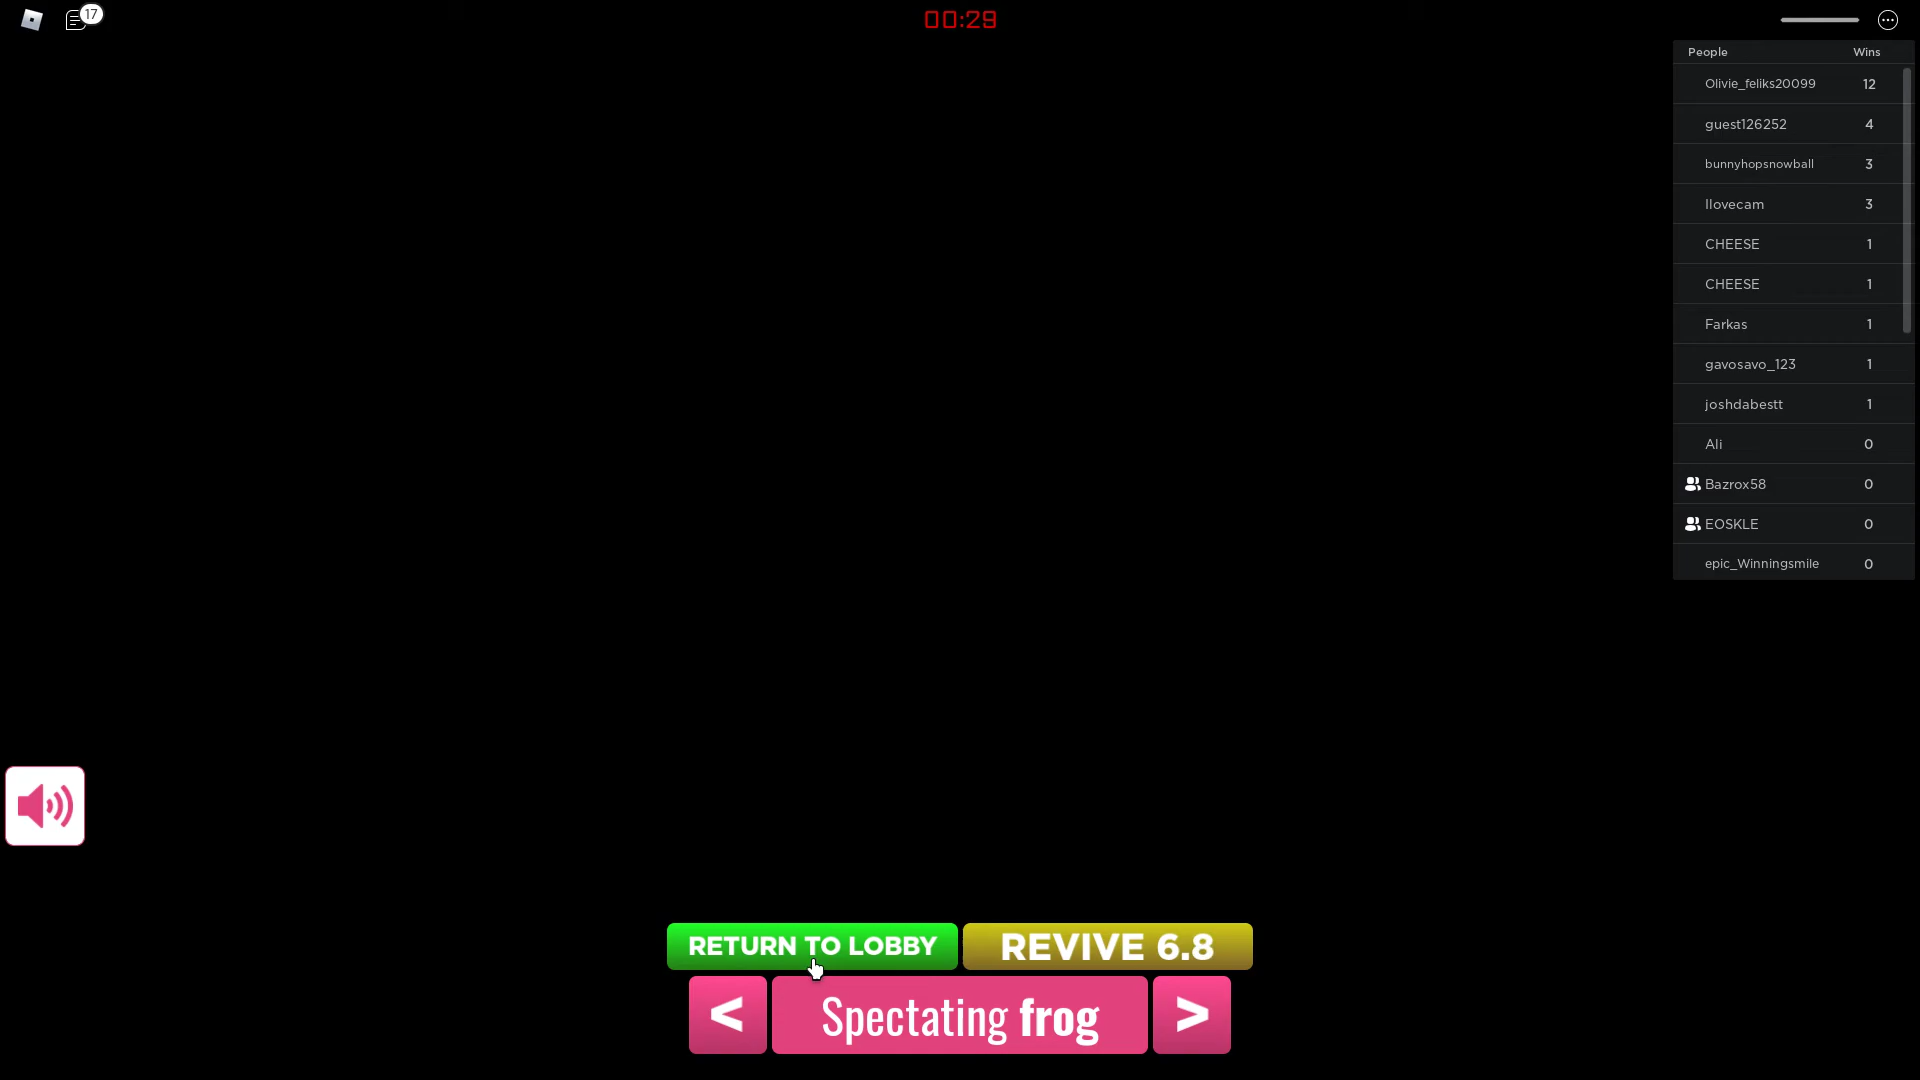 17
00:29
People Wins
Olivie_feliks20099 12
guest126252 4
bunnyhopsnowball 3
Ilovecam 3
CHEESE 1
CHEESE 1
Farkas 1
gavosavo_123 1
joshdabestt 1
Ali 0
Bazrox58 0
EOSKLE 0
epic_Winningsmile 0
RETURN TO LOBBY REVIVE 6.8
< Spectating frog >